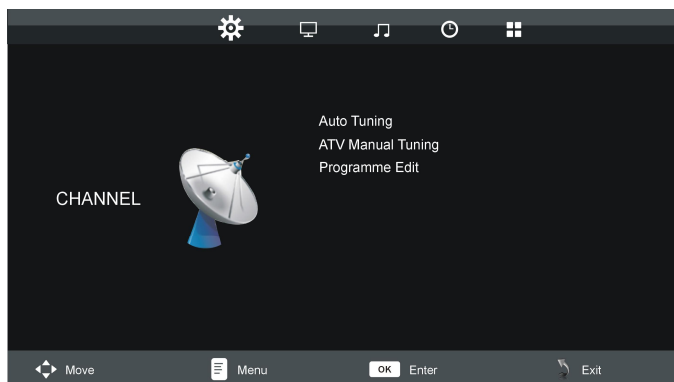 Auto Tuning
ATV Manual Tuning
Programme Edit
CHANNEL
Move
Menu
OK Enter
Exit